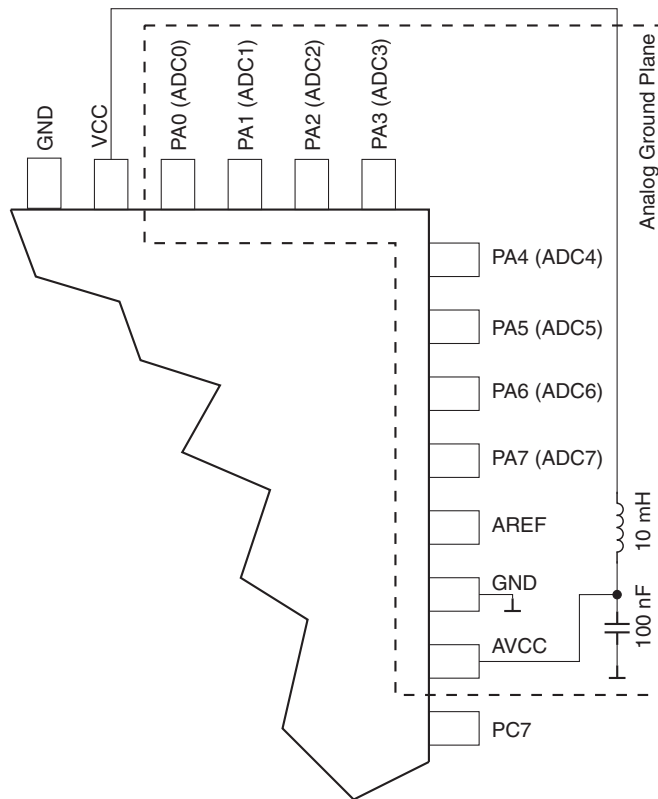 GND
VCC
PA0 (ADC0)
PA1 (ADC1)
PA2 (ADC2)
PA3 (ADC3)
Analog Ground Plane
PA4 (ADC4)
PA5 (ADC5)
PA6 (ADC6)
PA7 (ADC7)
AREF
10 mH
GND
100 nF
AVCC
PC7